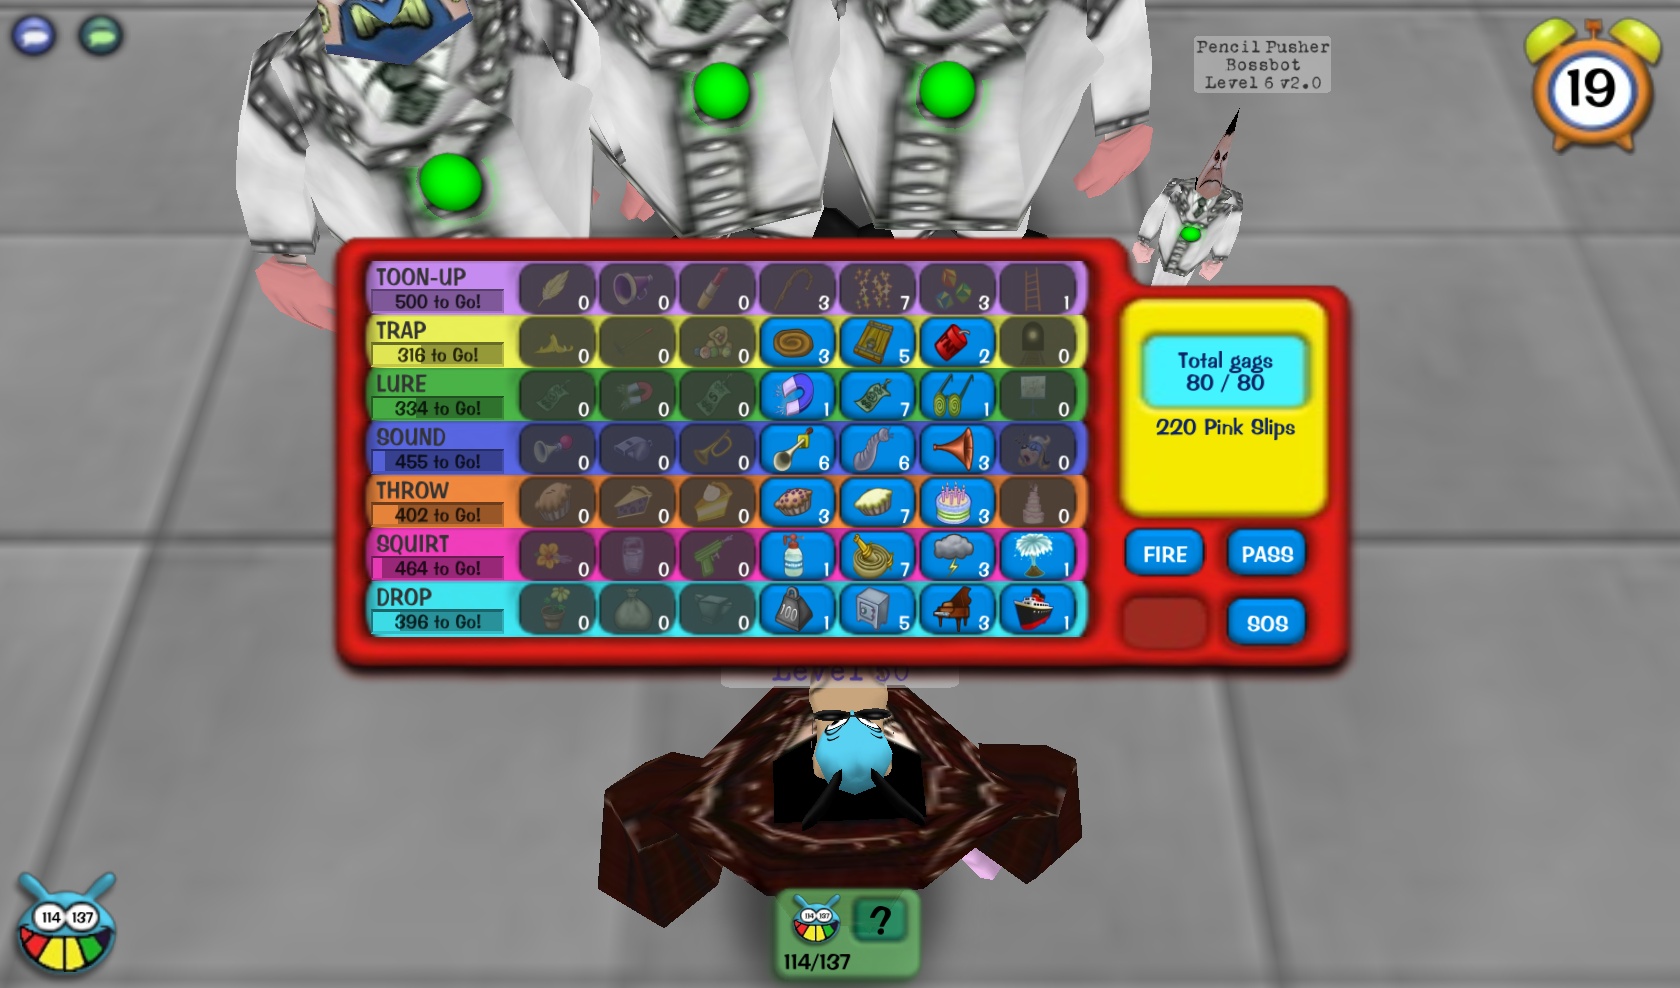 Pencil Pusher
Bossbot
Level 6 v2.0
19
TOON-UP
500 to Go!
0 0 0 3 7 3 1
TRAP
316 to Go!
0 0 0 3 5 2 0
LURE
334 to Go!
0 0 0 1 7 1 0
SOUND
455 to Go!
0 0 0 6 6 3 0
THROW
402 to Go!
0 0 0 3 7 3 0
SQUIRT
464 to Go!
0 0 0 1 7 3 1
DROP
396 to Go!
0 0 0 100 1 5 3 1
Total gags
80 / 80
220 Pink Slips
FIRE
PASS
SOS
Level 50
114 137
114 137
?
114/137